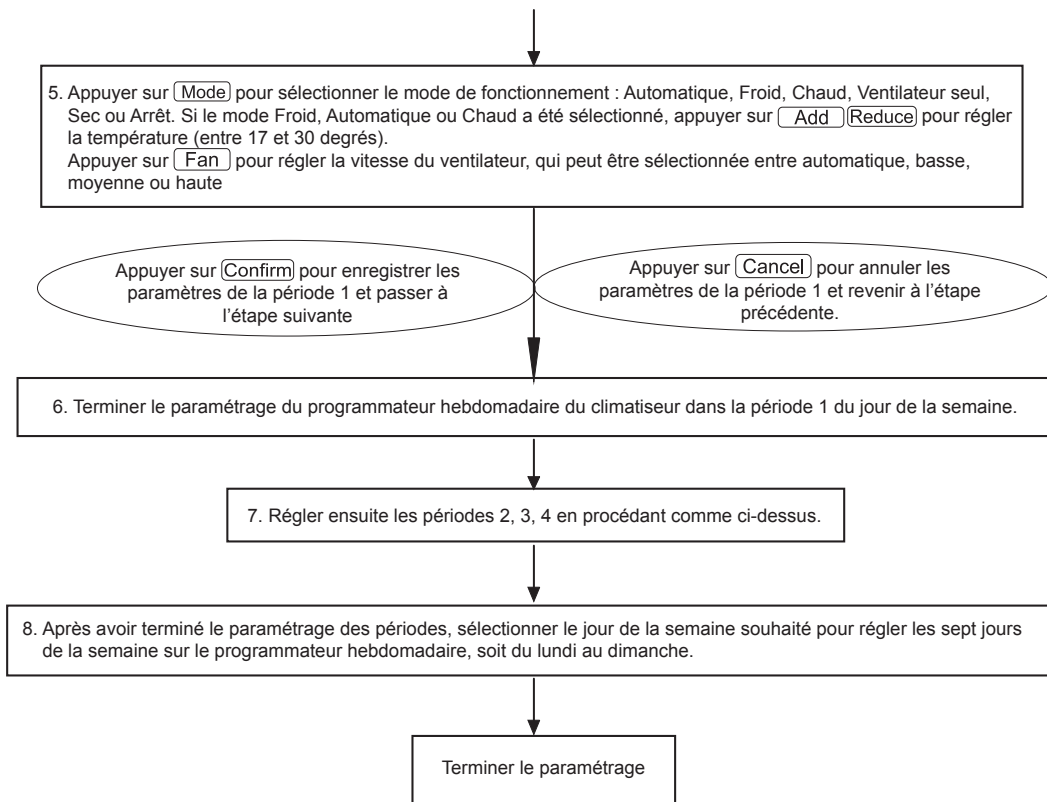 5. Appuyer sur Mode pour sélectionner le mode de fonctionnement : Automatique, Froid, Chaud, Ventilateur seul,
Sec ou Arrêt. Si le mode Froid, Automatique ou Chaud a été sélectionné, appuyer sur Add Reduce pour régler
la température (entre 17 et 30 degrés).
Appuyer sur Fan pour régler la vitesse du ventilateur, qui peut être sélectionnée entre automatique, basse,
moyenne ou haute
Appuyer sur Confirm pour enregistrer les
paramètres de la période 1 et passer à
l’étape suivante
Appuyer sur Cancel pour annuler les
paramètres de la période 1 et revenir à l’étape
précédente.
6. Terminer le paramétrage du programmateur hebdomadaire du climatiseur dans la période 1 du jour de la semaine.
7. Régler ensuite les périodes 2, 3, 4 en procédant comme ci-dessus.
8. Après avoir terminé le paramétrage des périodes, sélectionner le jour de la semaine souhaité pour régler les sept jours
de la semaine sur le programmateur hebdomadaire, soit du lundi au dimanche.
Terminer le paramétrage